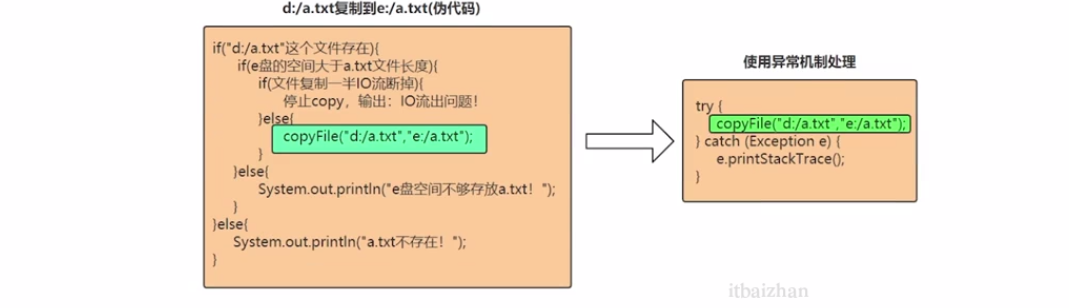 d:/a.txt复制到e:/a.txt(伪代码)
if("d:/a.txt"这个文件存在){
if(e盘的空间大于a.txt文件长度){
if(文件复制一半IO流断掉){
停止copy，输出：IO流出问题！
}else{
copyFile("d:/a.txt","e:/a.txt");
}
}else{
System.out.println("e盘空间不够存放a.txt！");
}
}else{
System.out.println("a.txt不存在！");
}
使用异常机制处理
try {
copyFile("d:/a.txt","e:/a.txt");
} catch (Exception e) {
e.printStackTrace();
}
itbaizhan